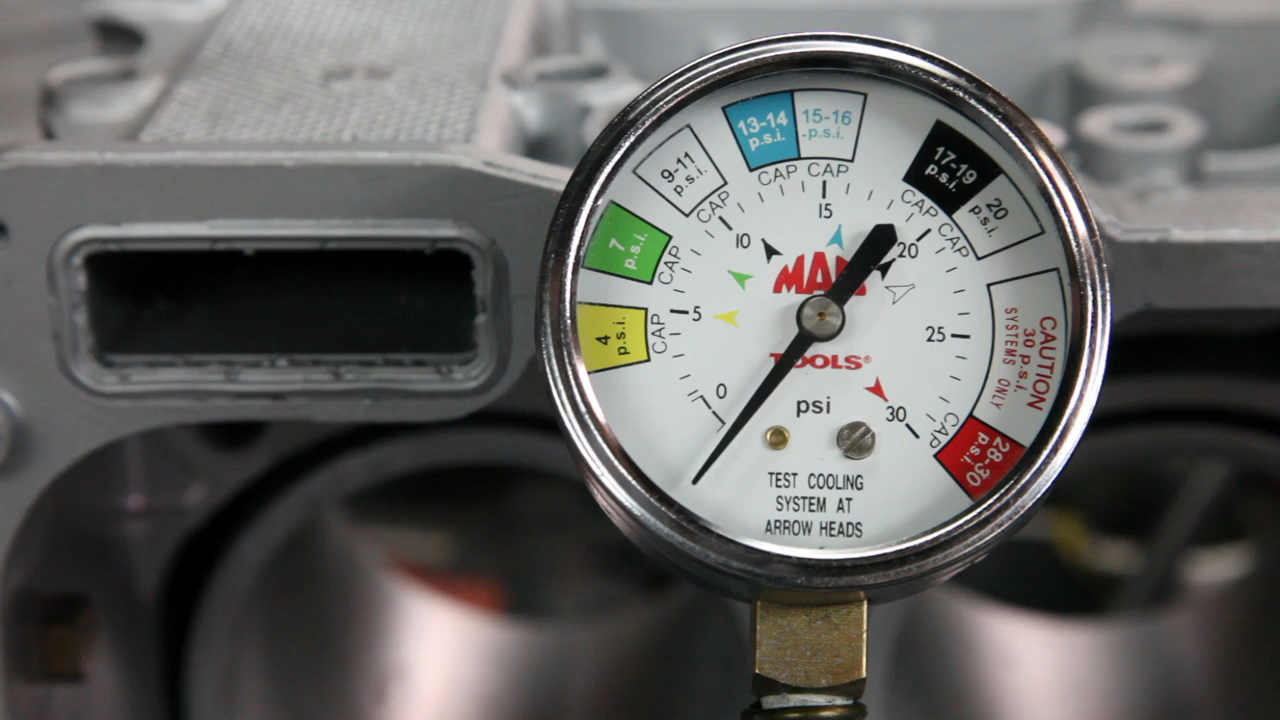 13-14
p.s.i.
15-16
-p.s.i.
CAP
CAP
9-11
p.s.i.
CAP
17-19
p.s.i.
CAP
20
p.s.i.
CAP
7
p.s.i.
CAP
4
p.s.i.
CAP
0
5
10
15
20
25
30
MA
TOOLS®
psi
CAUTION
30 p.s.i.
SYSTEMS ONLY
CAP
28-30
p.s.i.
TEST COOLING
SYSTEM AT
ARROW HEADS